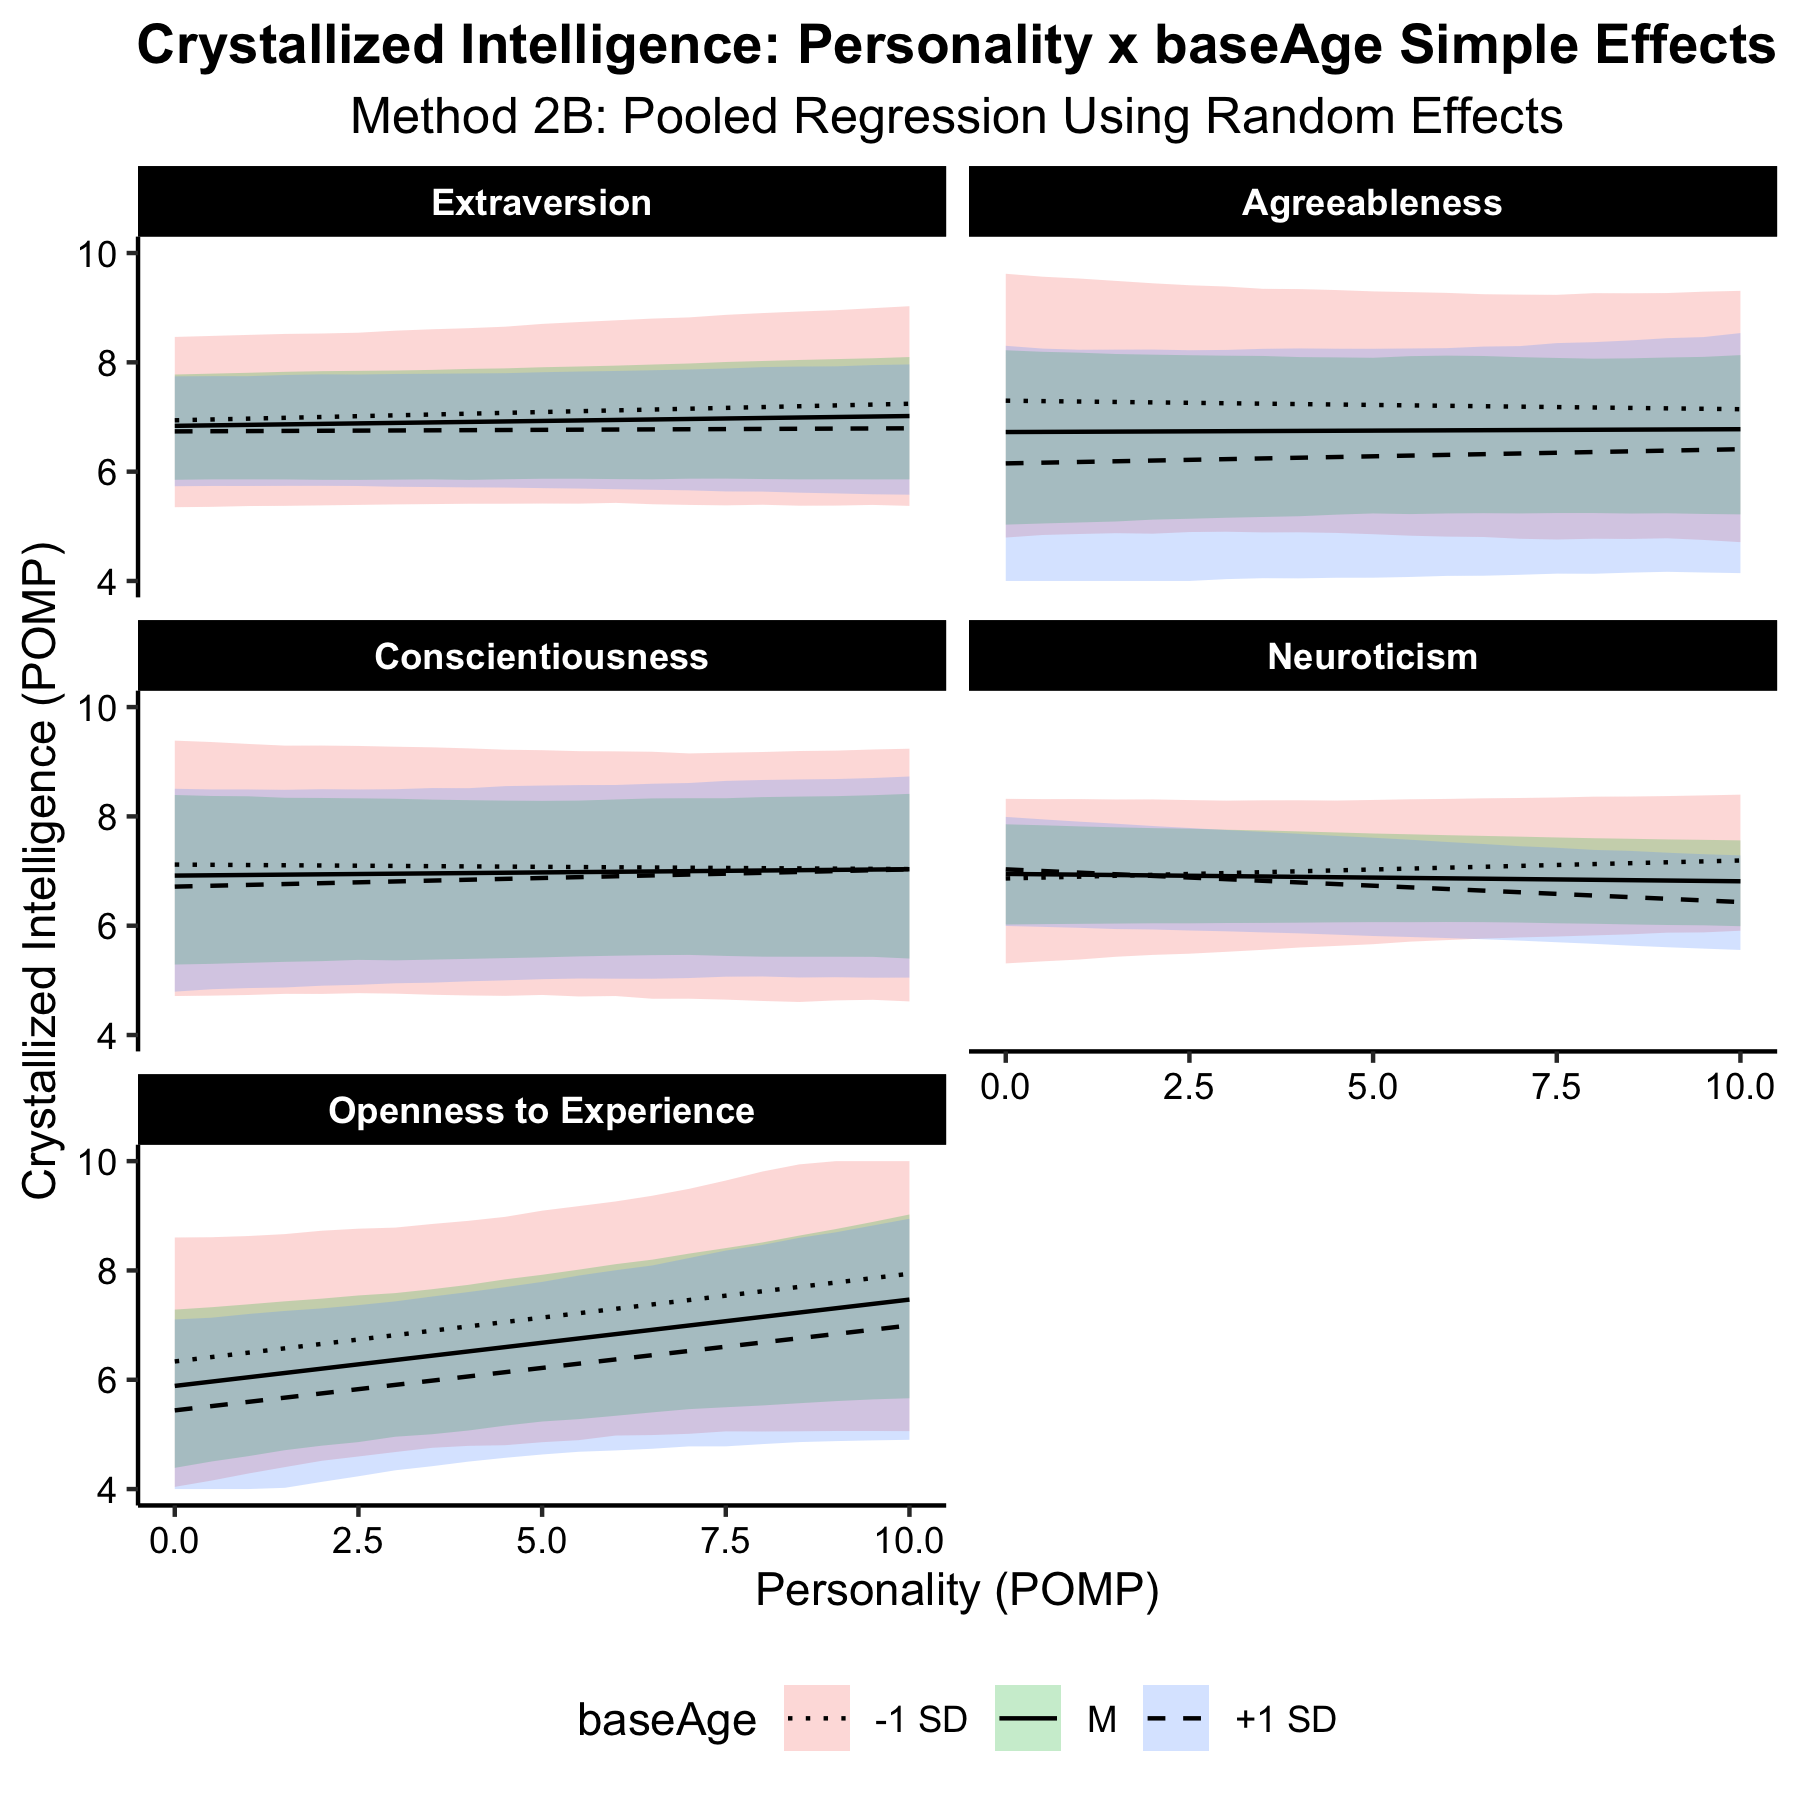 Crystallized Intelligence: Personality x baseAge Simple Effects
Method 2B: Pooled Regression Using Random Effects
Extraversion
Agreeableness
10
8
6
4
Conscientiousness
Neuroticism
10
8
6
4
0.0 2.5 5.0 7.5 10.0
Openness to Experience
10
8
6
4
0.0 2.5 5.0 7.5 10.0
Crystallized Intelligence (POMP)
Personality (POMP)
baseAge -1 SD M +1 SD